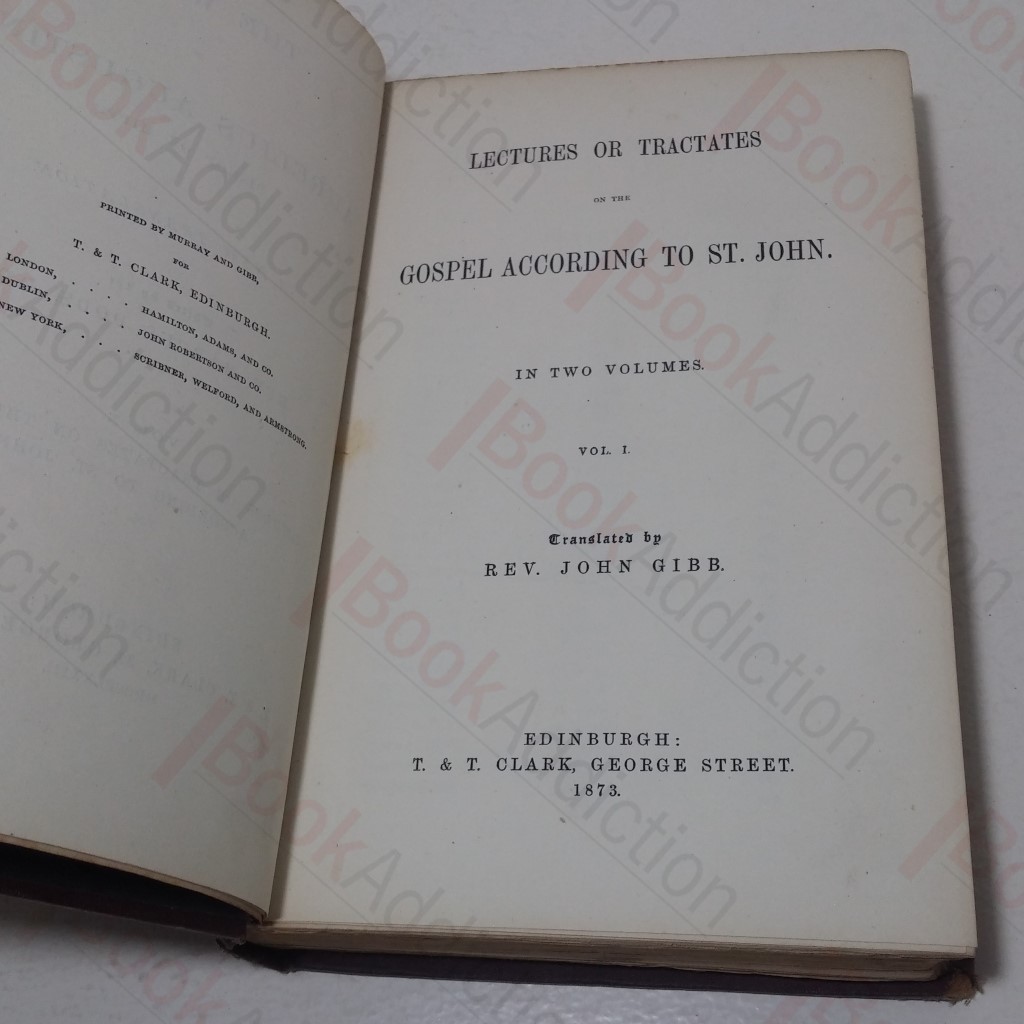 PRINTED BY MURRAY AND GIBB,
FOR
T. & T. CLARK, EDINBURGH.
LONDON, . . . . HAMILTON, ADAMS, AND CO.
DUBLIN, . . . . JOHN ROBERTSON AND CO.
NEW YORK, . . . SCRIBNER, WELFORD, AND ARMSTRONG.
LECTURES OR TRACTATES
ON THE
GOSPEL ACCORDING TO ST. JOHN.
IN TWO VOLUMES.
VOL. I.
Translated by
REV. JOHN GIBB.
EDINBURGH:
T. & T. CLARK, GEORGE STREET.
1873.
BookAddiction